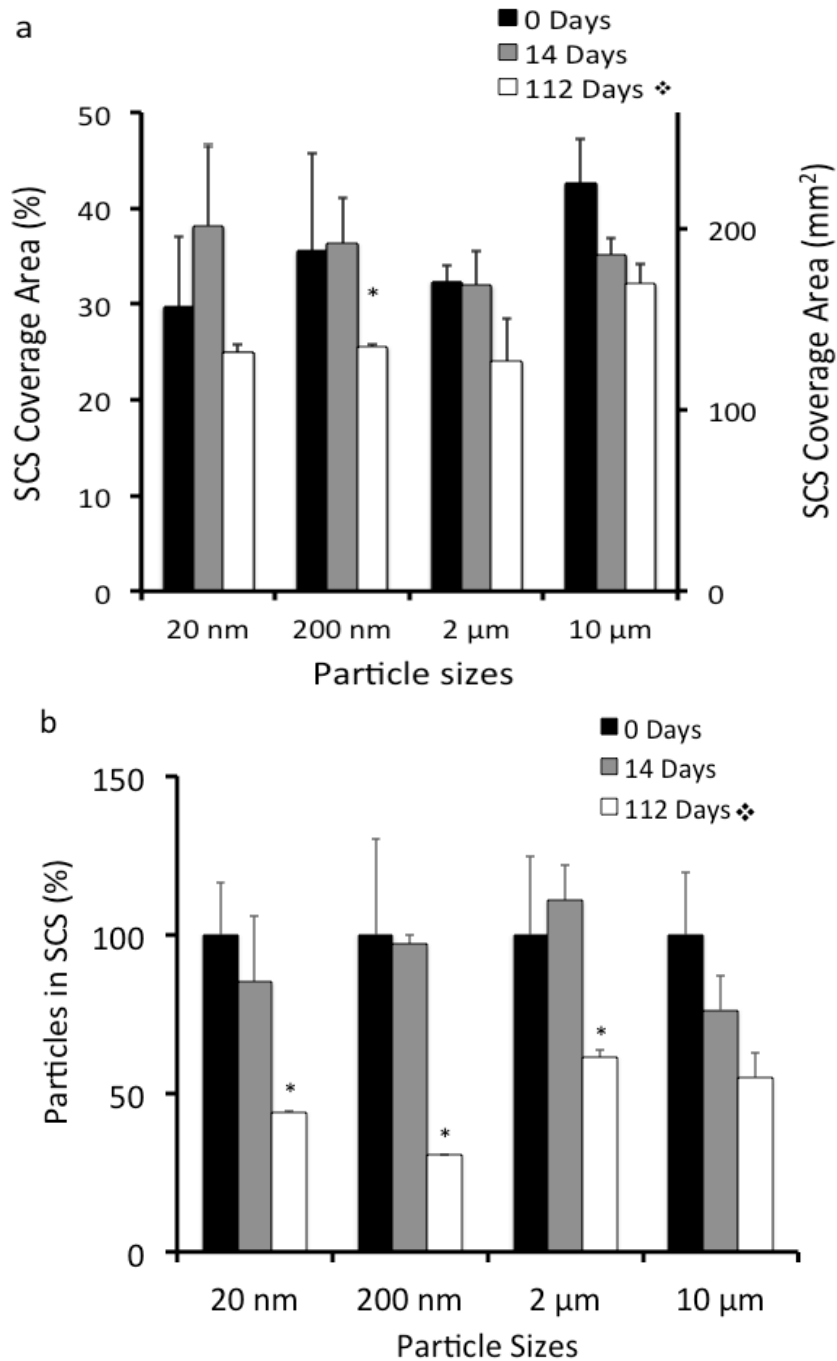 a
0 Days
14 Days
112 Days ❖
50
40
30
20
10
0
SCS Coverage Area (%)
200
100
0
SCS Coverage Area (mm²)
*
20 nm 200 nm 2 µm 10 µm
Particle sizes
b
0 Days
14 Days
112 Days ❖
150
100
50
0
Particles in SCS (%)
*
*
*
20 nm 200 nm 2 µm 10 µm
Particle Sizes